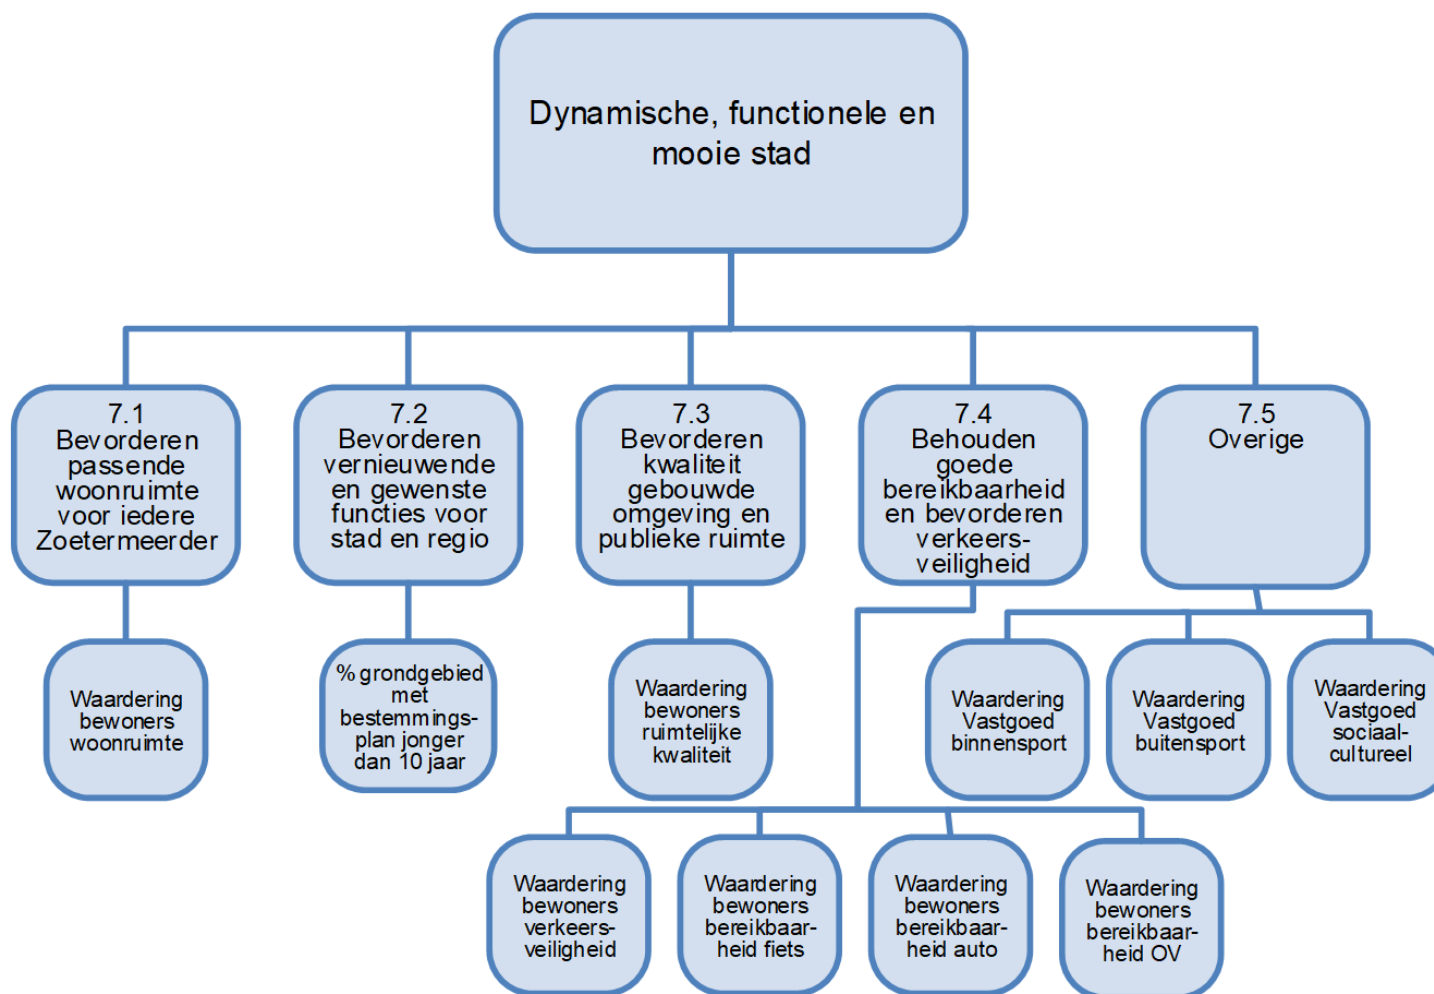 Dynamische, functionele en
mooie stad
7.1
Bevorderen
passende
woonruimte
voor iedere
Zoetermeerder
7.2
Bevorderen
vernieuwende
en gewenste
functies voor
stad en regio
7.3
Bevorderen
kwaliteit
gebouwde
omgeving en
publieke ruimte
7.4
Behouden
goede
bereikbaarheid
en bevorderen
verkeers-
veiligheid
7.5
Overige
Waardering
bewoners
woonruimte
% grondgebied
met
bestemmings-
plan jonger
dan 10 jaar
Waardering
bewoners
ruimtelijke
kwaliteit
Waardering
Vastgoed
binnensport
Waardering
Vastgoed
buitensport
Waardering
Vastgoed
sociaal-
cultureel
Waardering
bewoners
verkeers-
veiligheid
Waardering
bewoners
bereikbaar-
heid fiets
Waardering
bewoners
bereikbaar-
heid auto
Waardering
bewoners
bereikbaar-
heid OV